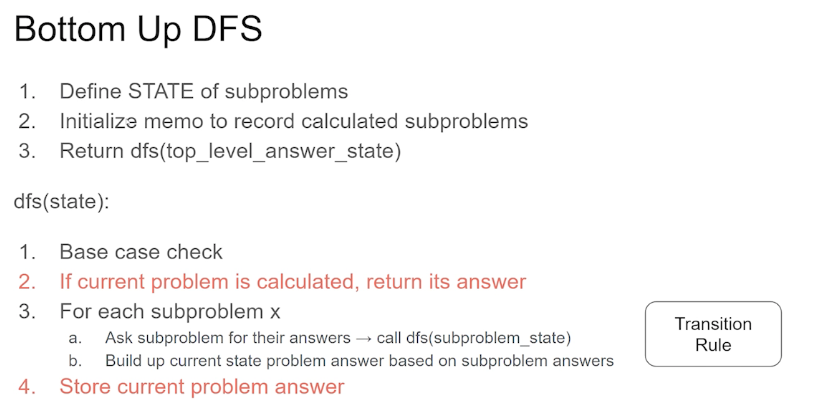 Bottom Up DFS
1. Define STATE of subproblems
2. Initialize memo to record calculated subproblems
3. Return dfs(top_level_answer_state)
dfs(state):
1. Base case check
2. If current problem is calculated, return its answer
3. For each subproblem x
a. Ask subproblem for their answers → call dfs(subproblem_state)
b. Build up current state problem answer based on subproblem answers
4. Store current problem answer
Transition
Rule